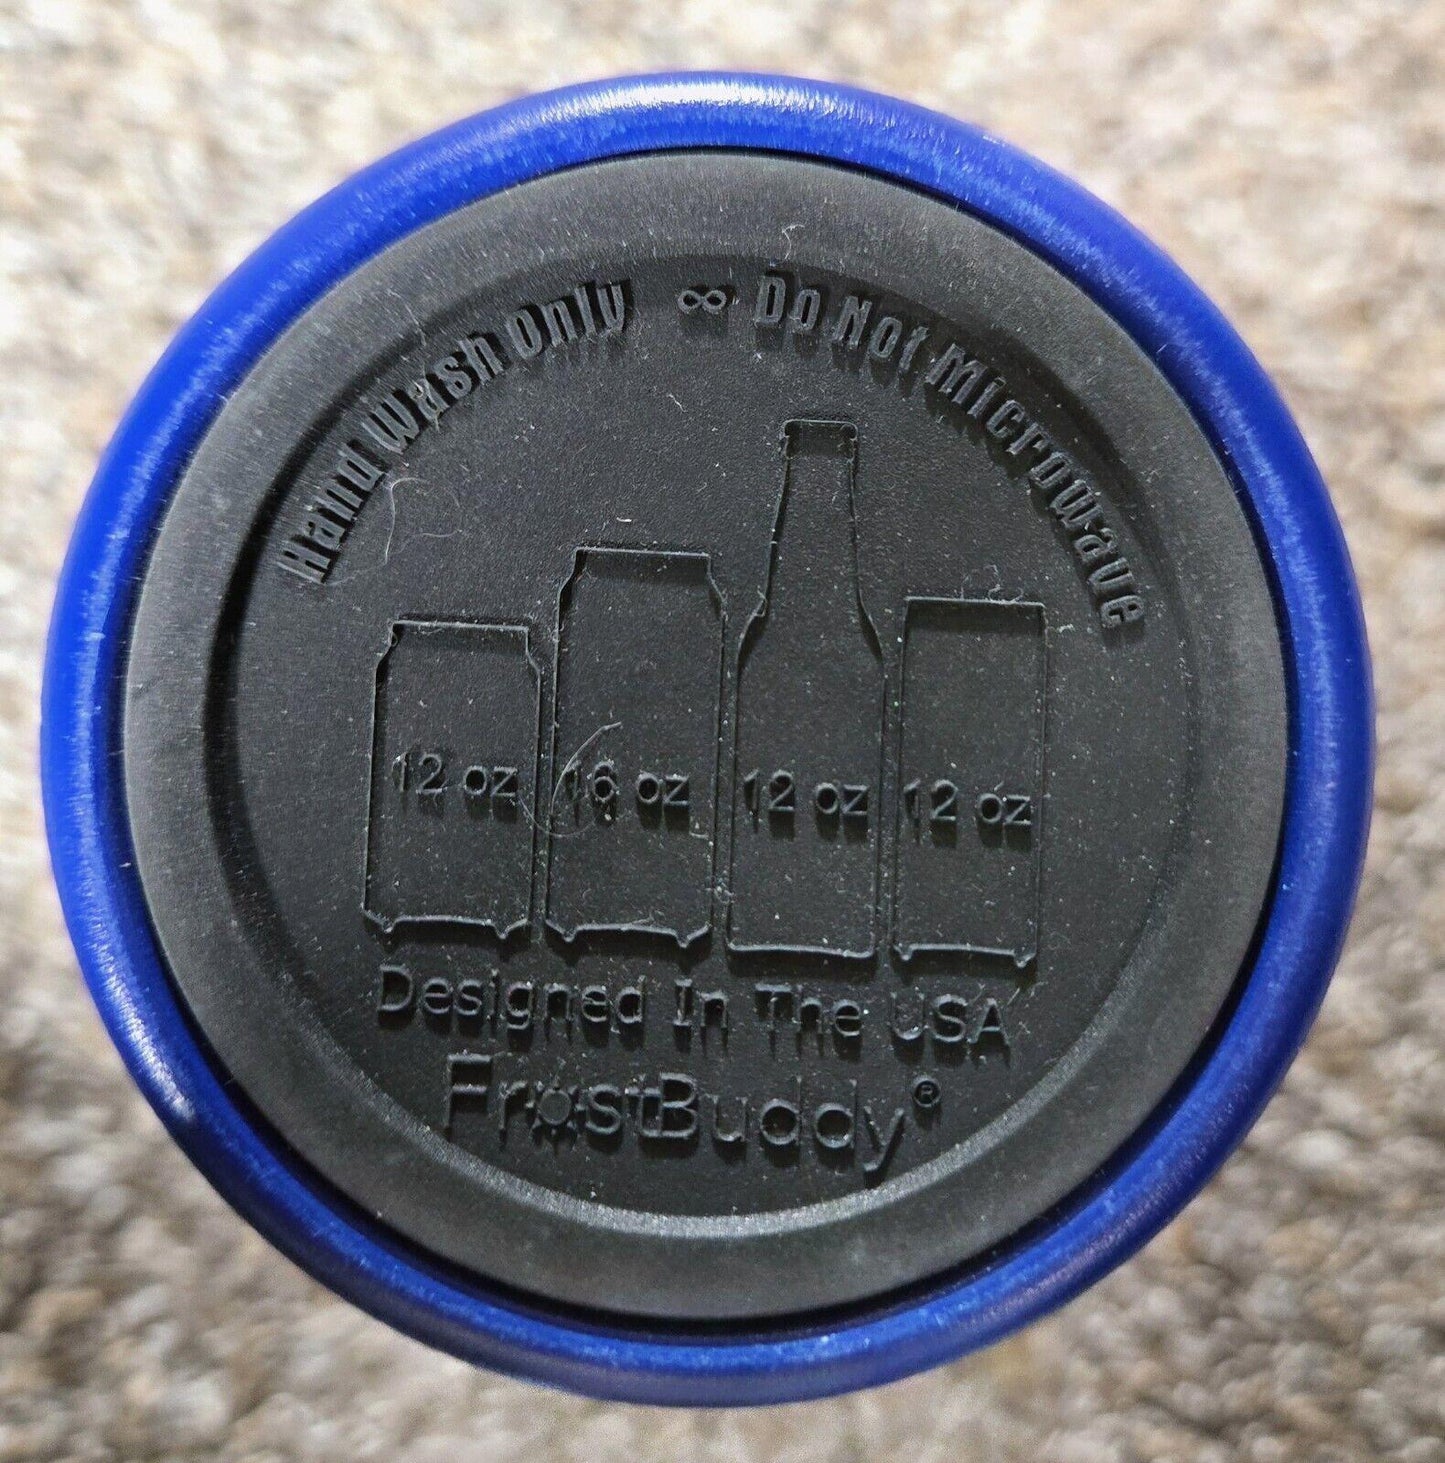 Hand Wash Only ∞ Do Not Microwave
12 oz
16 oz
12 oz
12 oz
Designed In The USA
FrostBuddy®